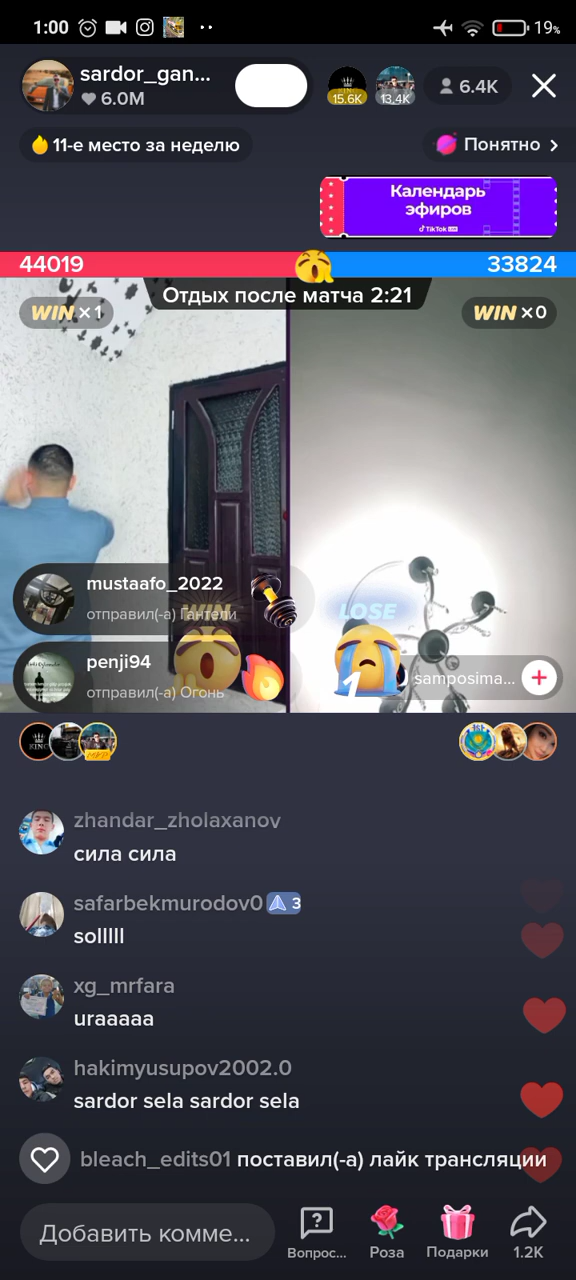 1:00
19%
sardor_gan...
6.0M
15.6K
13.4K
6.4K
11-е место за неделю
Понятно
Календарь
эфиров
TikTok LIVE
44019
33824
Отдых после матча 2:21
WIN × 1
WIN × 0
mustaafo_2022
отправил(-а) Гантели
WIN
LOSE
penji94
отправил(-а) Огонь
1
samposima...
KING
zhandar_zholaxanov
сила сила
safarbekmurodov0 3
solllll
xg_mrfara
uraaaaa
hakimyusupov2002.0
sardor sela sardor sela
bleach_edits01 поставил(-а) лайк трансляции
Добавить комме...
Вопрос...
Роза
Подарки
1.2K